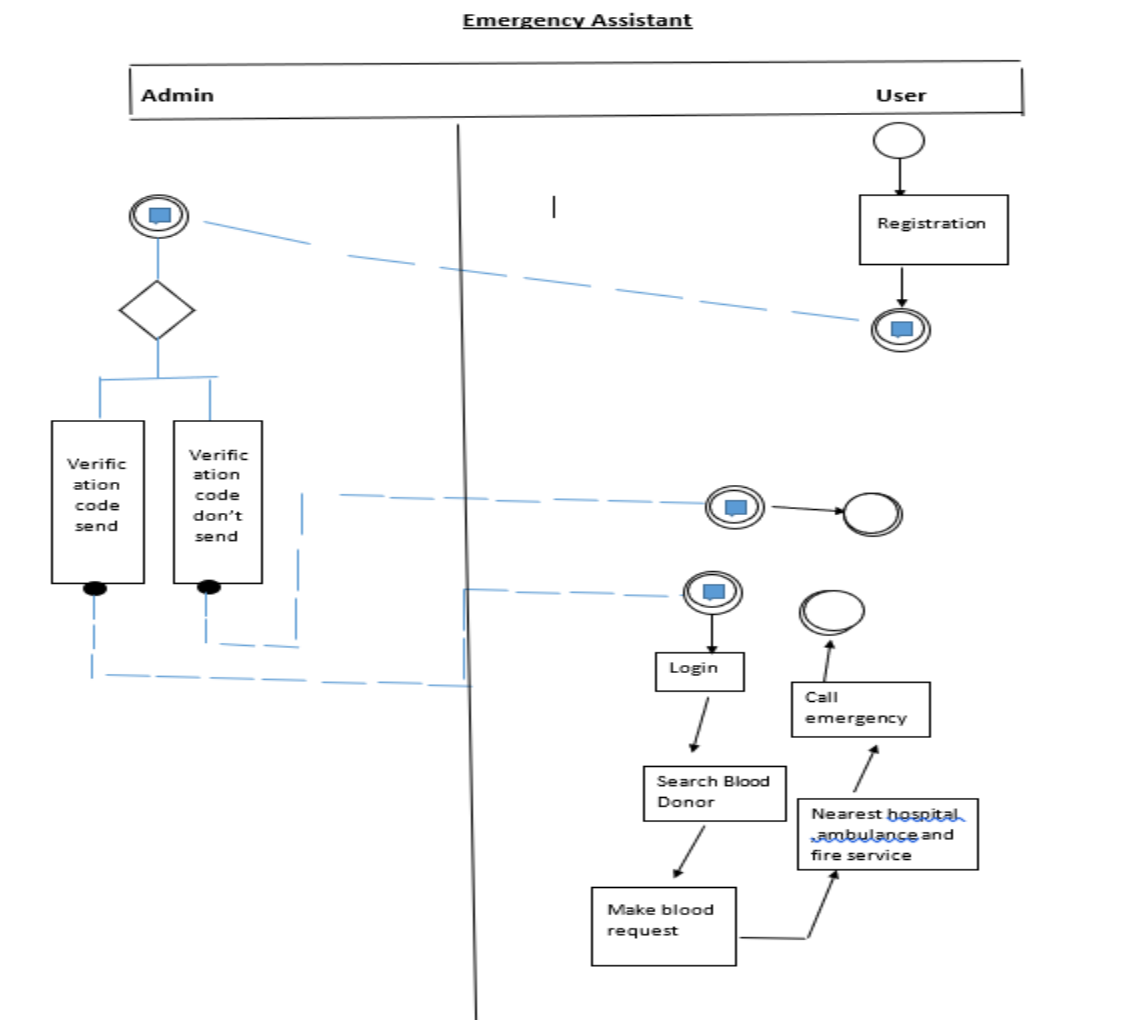 Emergency Assistant
Admin
User
Registration
Verific
ation
code
send
Verific
ation
code
don't
send
Login
Call
emergency
Search Blood
Donor
Nearest hospital
,ambulance and
fire service
Make blood
request